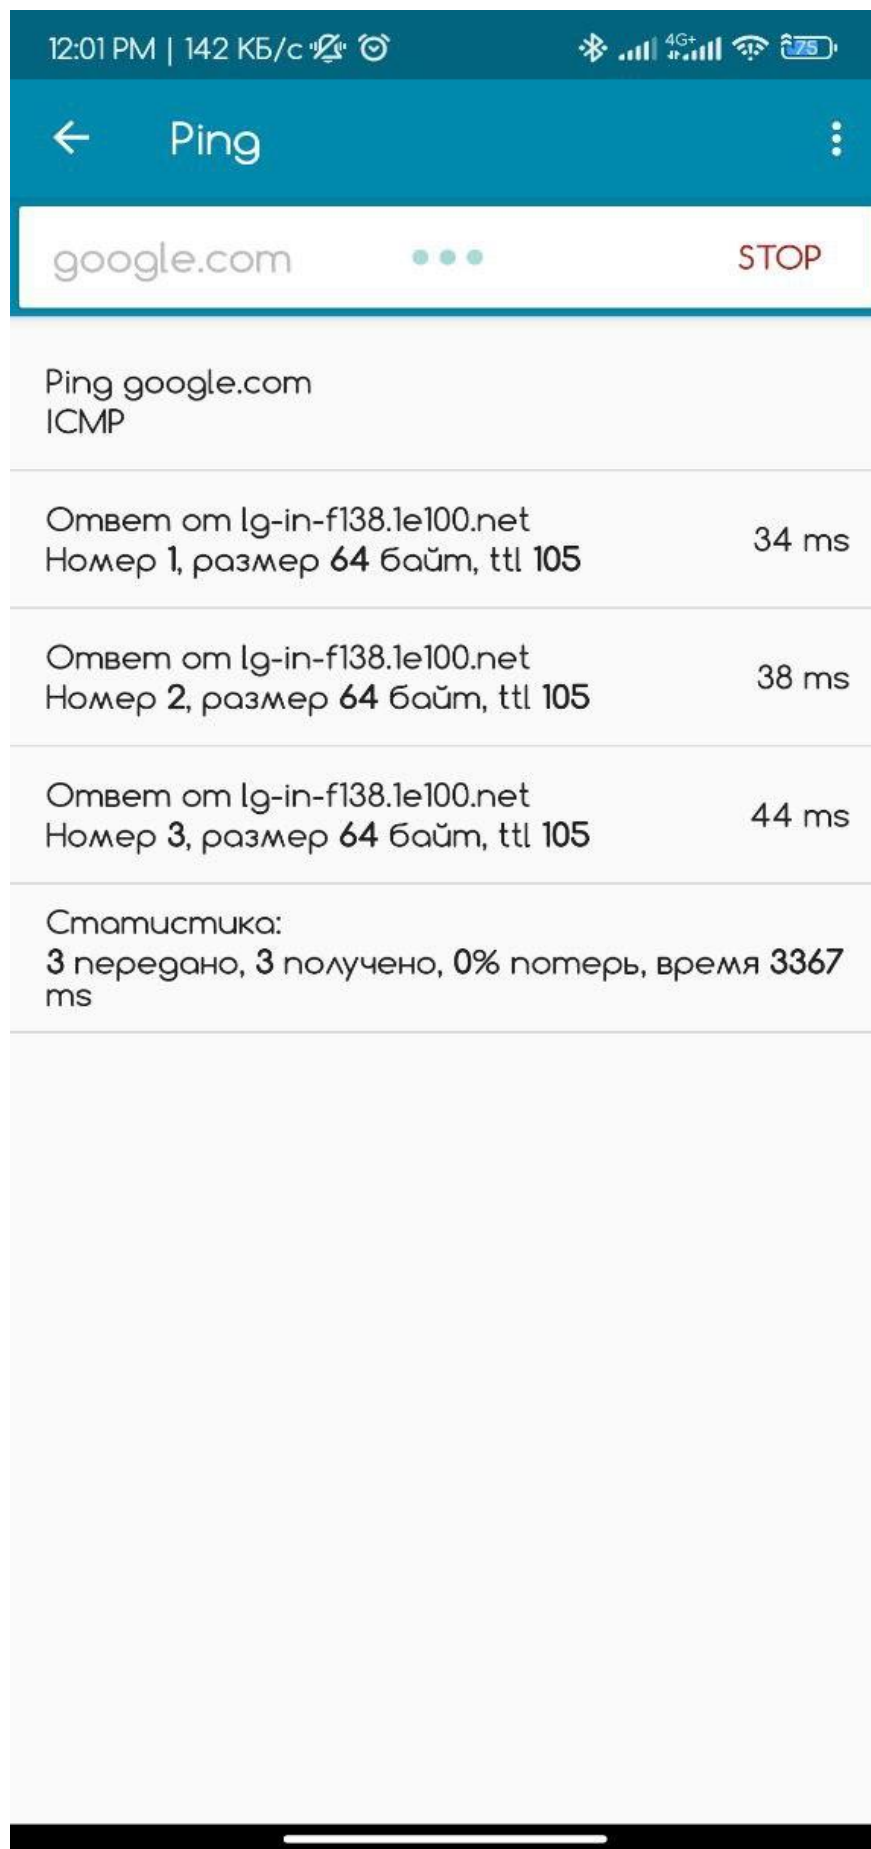 12:01 PM | 142 КБ/с 4G+ 75
Ping
google.com STOP
Ping google.com
ICMP
Ответ от lg-in-f138.1e100.net
Номер 1, размер 64 байт, ttl 105
34 ms
Ответ от lg-in-f138.1e100.net
Номер 2, размер 64 байт, ttl 105
38 ms
Ответ от lg-in-f138.1e100.net
Номер 3, размер 64 байт, ttl 105
44 ms
Статистика:
3 передано, 3 получено, 0% потерь, время 3367
ms